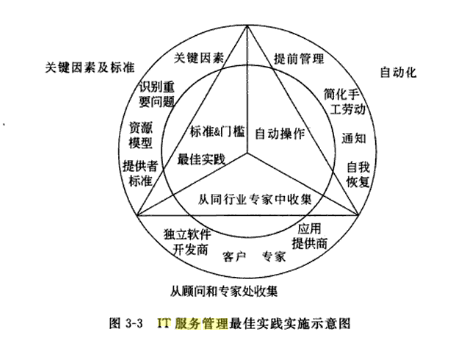 关键因素
提前管理
关键因素及标准
自动化
识别重
要问题
简化手
工劳动
资源
模型
标准&门槛
自动操作
通知
提供者
标准
最佳实践
自我
恢复
从同行业专家中收集
独立软件
开发商
客户 专家
应用
提供商
从顾问和专家处收集
图 3-3 IT 服务管理最佳实践实施示意图